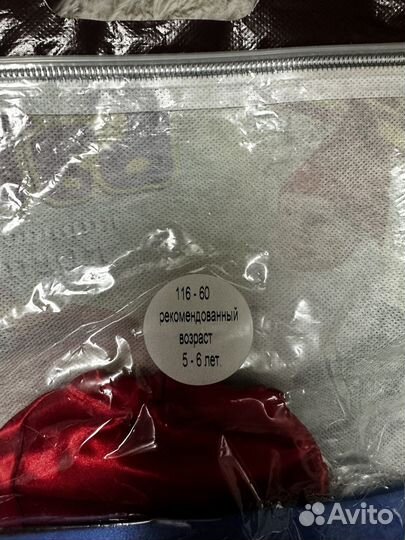 116 - 60
рекомендованный
возраст
5 - 6 лет.
Avito